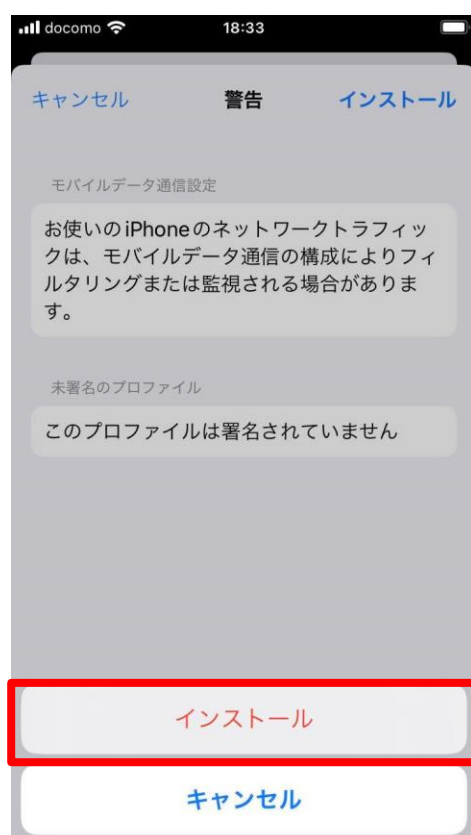 docomo 18:33
キャンセル 警告 インストール
モバイルデータ通信設定
お使いのiPhoneのネットワークトラフィッ
クは、モバイルデータ通信の構成によりフィ
ルタリングまたは監視される場合がありま
す。
未署名のプロファイル
このプロファイルは署名されていません
インストール
キャンセル